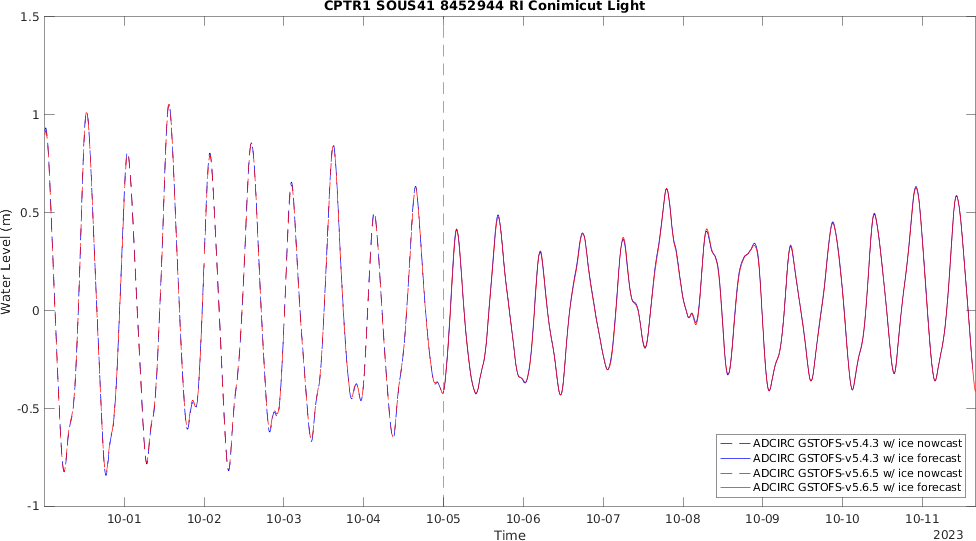 CPTR1 SOUS41 8452944 RI Conimicut Light
1.5
1
0.5
0
-0.5
-1
Water Level (m)
10-01 10-02 10-03 10-04 10-05 10-06 10-07 10-08 10-09 10-10 10-11
Time
2023
ADCIRC GSTOFS-v5.4.3 w/ ice nowcast
ADCIRC GSTOFS-v5.4.3 w/ ice forecast
ADCIRC GSTOFS-v5.6.5 w/ ice nowcast
ADCIRC GSTOFS-v5.6.5 w/ ice forecast